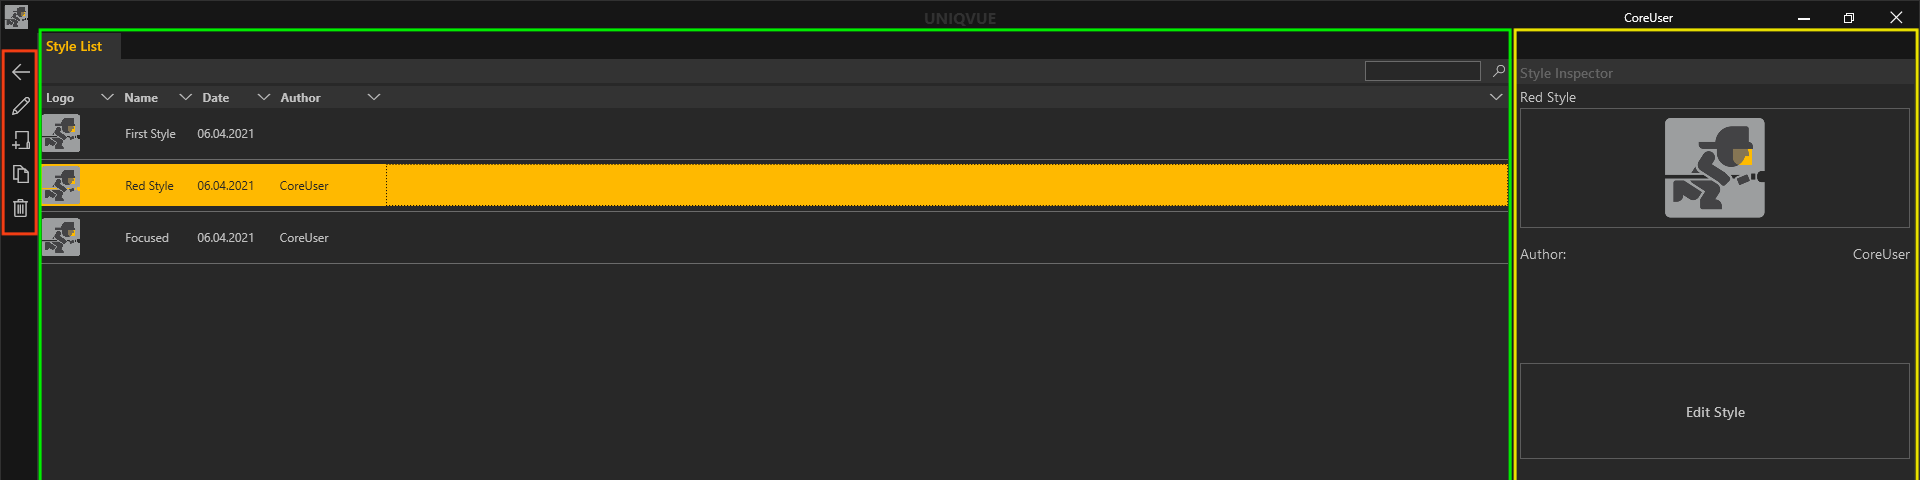 UNIQVUE
CoreUser
Style List
Style Inspector
Logo Name Date Author
Red Style
First Style 06.04.2021
Red Style 06.04.2021 CoreUser
Focused 06.04.2021 CoreUser
Author: CoreUser
Edit Style